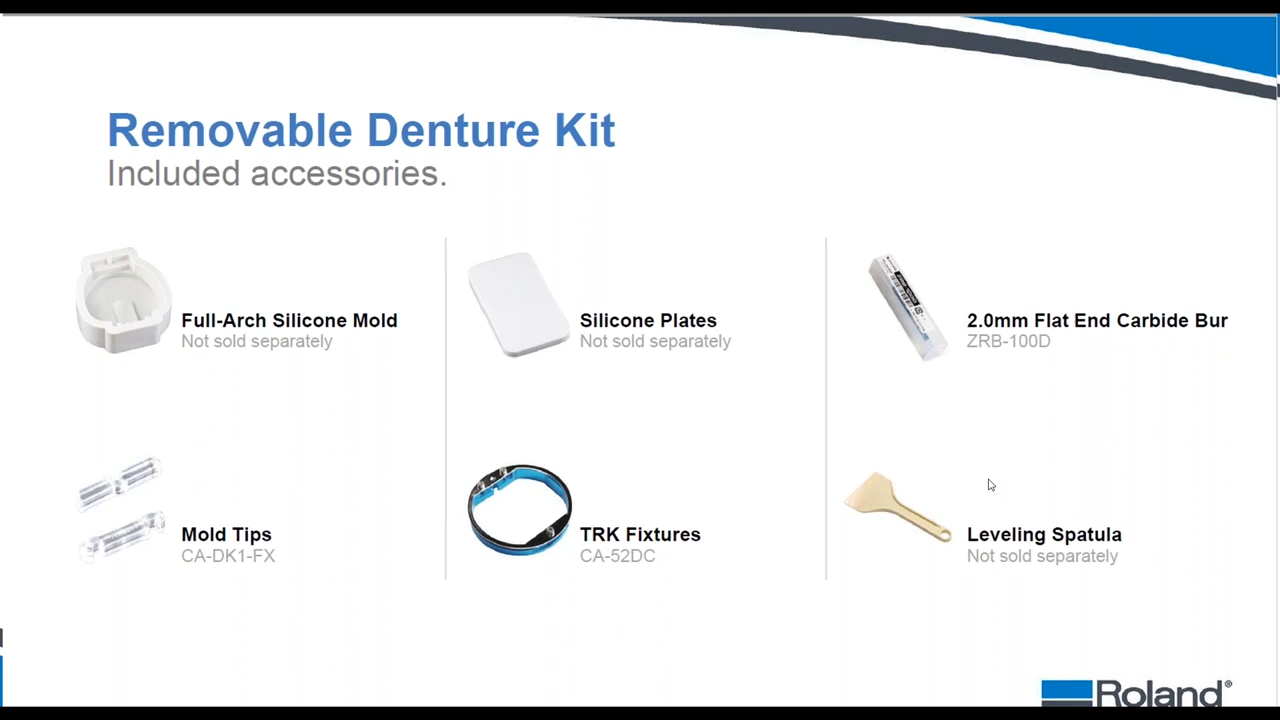 Removable Denture Kit
Included accessories.
Full-Arch Silicone Mold
Not sold separately
Silicone Plates
Not sold separately
2.0mm Flat End Carbide Bur
ZRB-100D
Mold Tips
CA-DK1-FX
TRK Fixtures
CA-52DC
Leveling Spatula
Not sold separately
Roland®